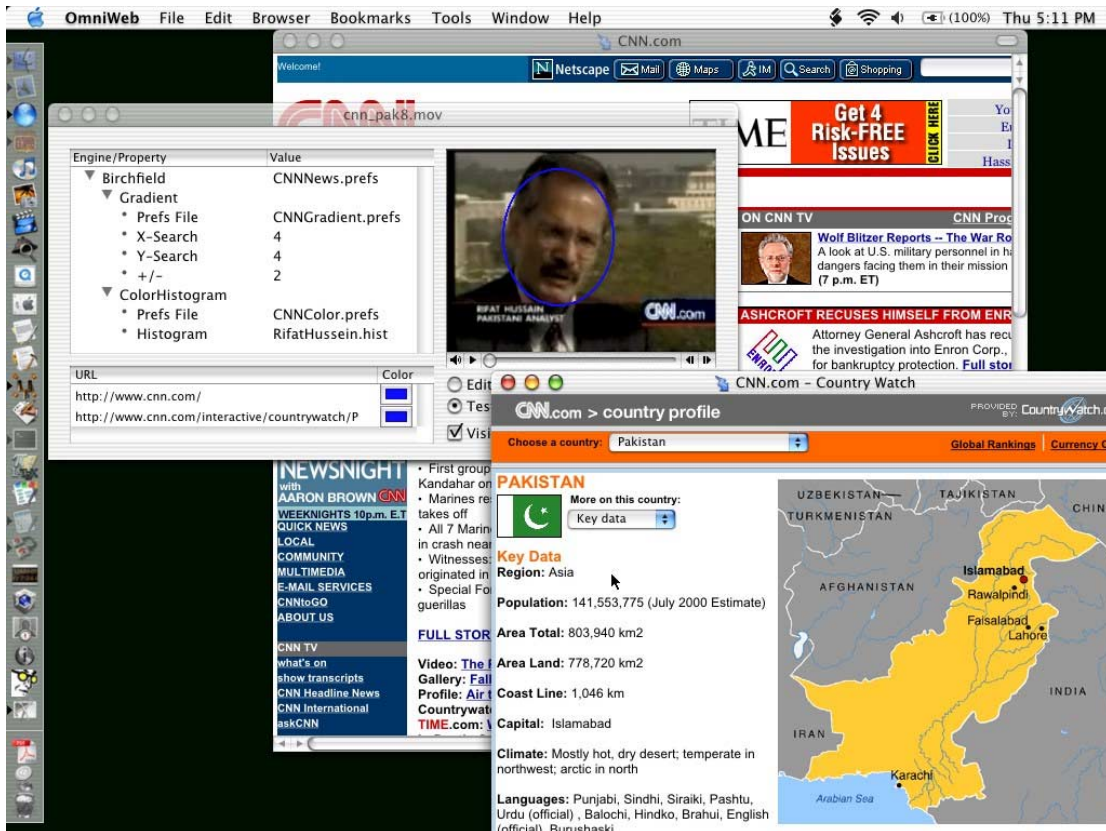 OmniWeb File Edit Browser Bookmarks Tools Window Help (100%) Thu 5:11 PM
CNN.com
Welcome!
Netscape Mail Maps IM Search Shopping
CNN
TIME
Get 4
Risk-FREE
Issues
CLICK HERE
Hass
ON CNN TV
Wolf Blitzer Reports -- The War
A look at U.S. military personnel in
dangers facing them in their mission
(7 p.m. ET)
ASHCROFT RECUSES HIMSELF FROM
Attorney General Ashcroft has
the investigation into Enron Corp.,
for bankruptcy protection. Full
cnn_pak8.mov
Engine/Property Value
Birchfield CNNNews.prefs
Gradient
Prefs File CNNGradient.prefs
X-Search 4
Y-Search 4
+/- 2
ColorHistogram
Prefs File CNNColor.prefs
Histogram RifatHussein.hist
RIFAT HUSSAIN
PAKISTANI ANALYST
CNN.com
URL Color
http://www.cnn.com/
http://www.cnn.com/interactive/countrywatch/P
Edit
NEWSNIGHT
with
AARON BROWN CNN
WEEKNIGHTS 10p.m. E.T
QUICK NEWS
LOCAL
COMMUNITY
MULTIMEDIA
E-MAIL SERVICES
CNNtoGO
ABOUT US
CNN TV
what's on
show transcripts
CNN Headline News
CNN International
askCNN
• First group
Kandahar on
• Marines
takes off
• All 7
in crash near
• Witnesses:
originated in
• Special
guerillas
FULL
Video: The
Gallery:
Profile: Air
TIME.com:
CNN.com – Country Watch
CNN.com > country profile
PROVIDED
BY: CountryWatch.
Choose a country: Pakistan
Global Rankings Currency
PAKISTAN
More on this country:
Key data
Key Data
Region: Asia
Population: 141,553,775 (July 2000 Estimate)
Area Total: 803,940 km2
Area Land: 778,720 km2
Coast Line: 1,046 km
Capital: Islamabad
Climate: Mostly hot, dry desert; temperate in
northwest; arctic in north
Languages: Punjabi, Sindhi, Siraiki, Pashtu,
Urdu (official) , Balochi, Hindko, Brahui, English
(official), Burushaski
UZBEKISTAN
TAJIKISTAN
TURKMENISTAN
CHIN
Islamabad
AFGHANISTAN
Rawalpindi
Faisalabad
Lahore
INDIA
IRAN
Karachi
Arabian Sea